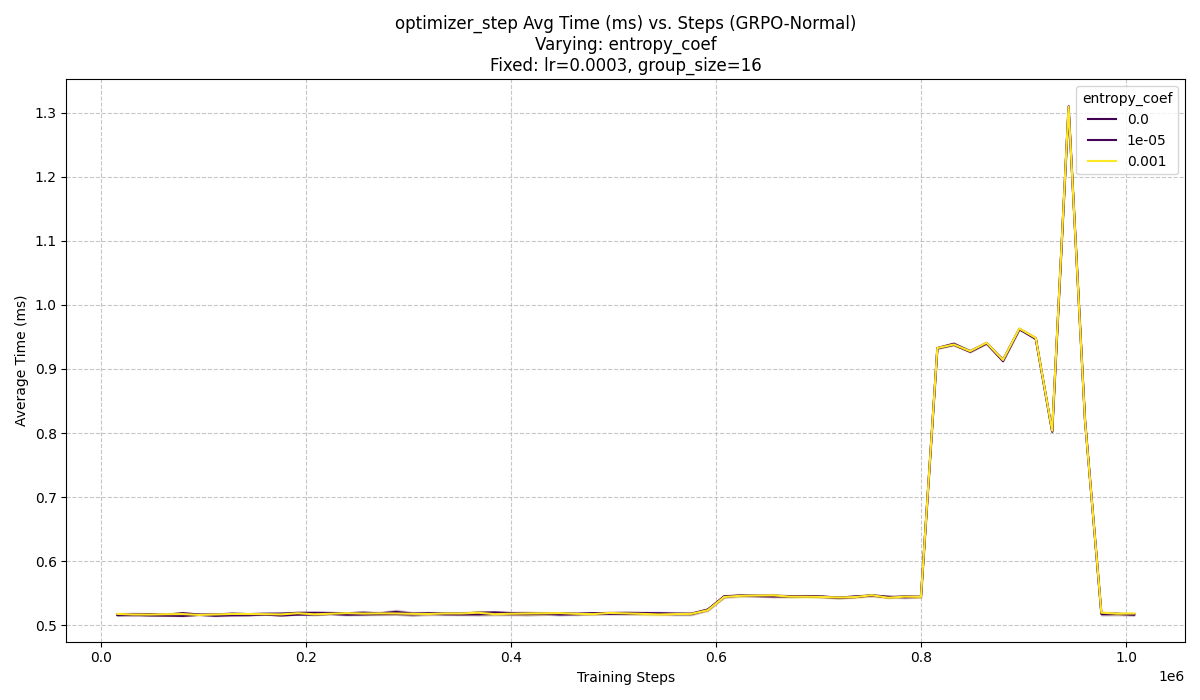 optimizer_step Avg Time (ms) vs. Steps (GRPO-Normal)
Varying: entropy_coef
Fixed: lr=0.0003, group_size=16
entropy_coef
0.0
1e-05
0.001
Average Time (ms)
1.3
1.2
1.1
1.0
0.9
0.8
0.7
0.6
0.5
0.0
0.2
0.4
0.6
0.8
1.0
1e6
Training Steps